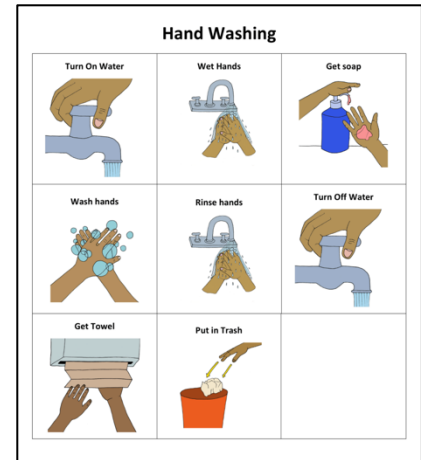 Hand Washing
Turn On Water
Wet Hands
Get soap
Wash hands
Rinse hands
Turn Off Water
Get Towel
Put in Trash